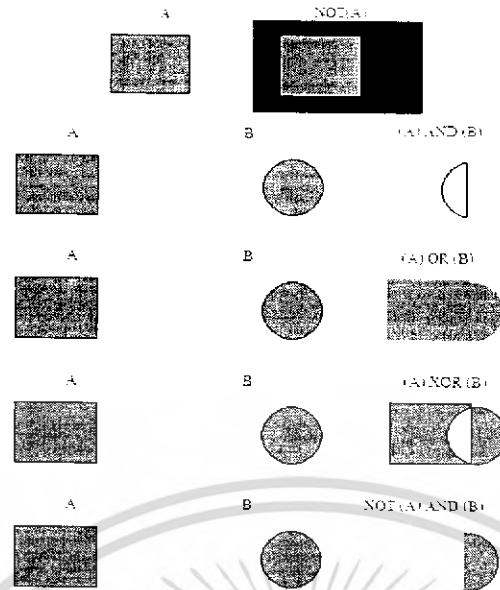 A NOT(A)
A B (A) AND (B)
A B (A) OR (B)
A B (A) XOR (B)
A B NOT (A) AND (B)